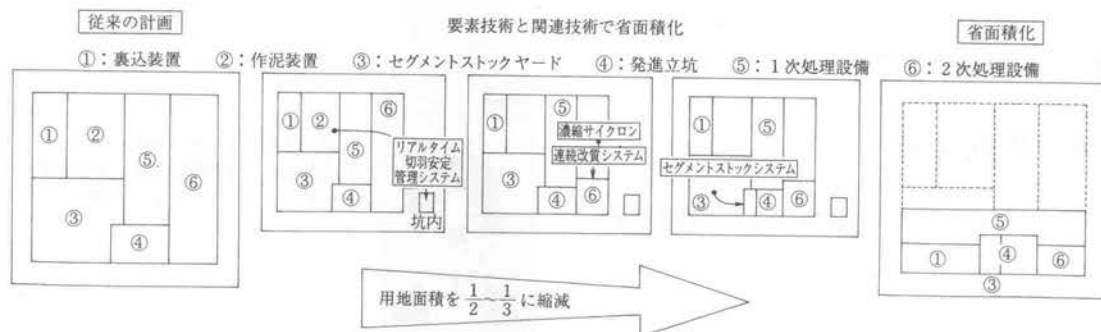 従来の計画
要素技術と関連技術で省面積化
省面積化
①：裏込装置 ②：作泥装置 ③：セグメントストックヤード ④：発進立坑 ⑤：1次処理設備 ⑥：2次処理設備
① ② ⑤ ⑥ ③ ④
① ② ⑥ ⑤ ③ ④
リアルタイム
切羽安定
管理システム
坑内
① ⑤
濃縮サイクロン
連続改質システム
③ ④ ⑥
① ⑤
セグメントストックシステム
③ ④ ⑥
⑤
① ④ ⑥
③
用地面積を1/2～1/3に縮減